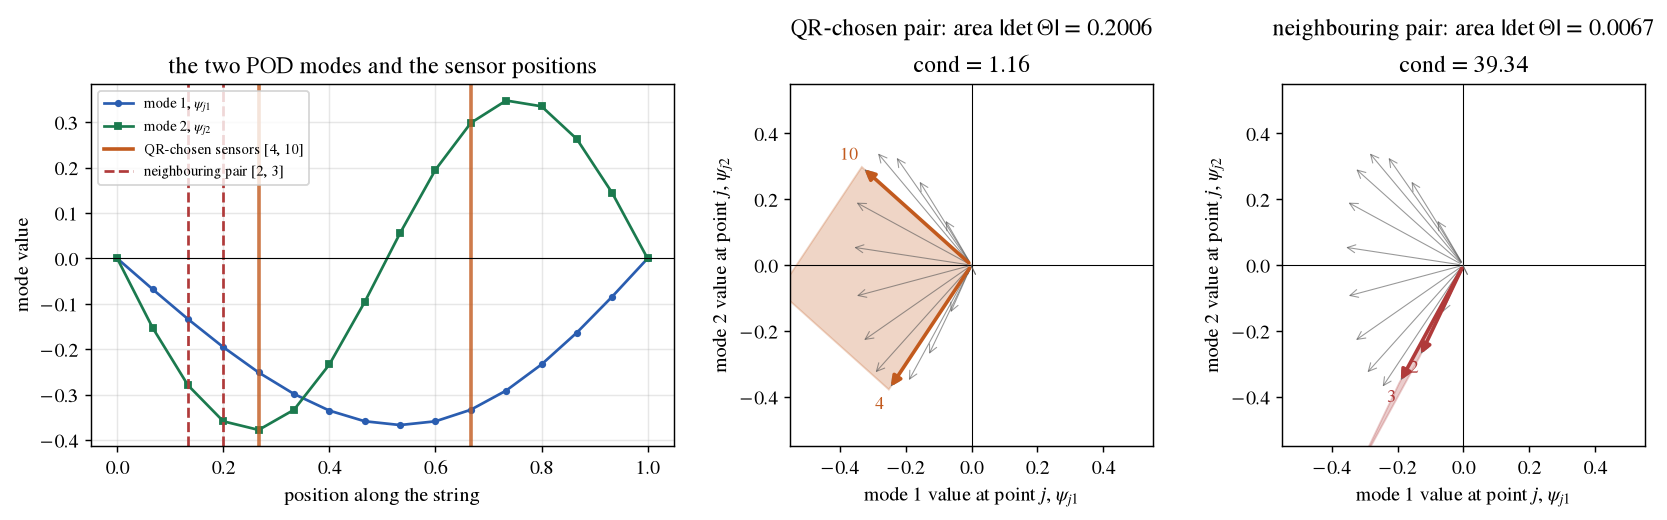 the two POD modes and the sensor positions
mode 1, ψj1
mode 2, ψj2
QR-chosen sensors [4, 10]
neighbouring pair [2, 3]
mode value
0.3
0.2
0.1
0.0
−0.1
−0.2
−0.3
−0.4
0.0
0.2
0.4
0.6
0.8
1.0
position along the string
QR-chosen pair: area |det Θ| = 0.2006
cond = 1.16
mode 2 value at point j, ψj2
0.4
0.2
0.0
−0.2
−0.4
10
4
−0.4
−0.2
0.0
0.2
0.4
mode 1 value at point j, ψj1
neighbouring pair: area |det Θ| = 0.0067
cond = 39.34
mode 2 value at point j, ψj2
0.4
0.2
0.0
−0.2
−0.4
2
3
−0.4
−0.2
0.0
0.2
0.4
mode 1 value at point j, ψj1